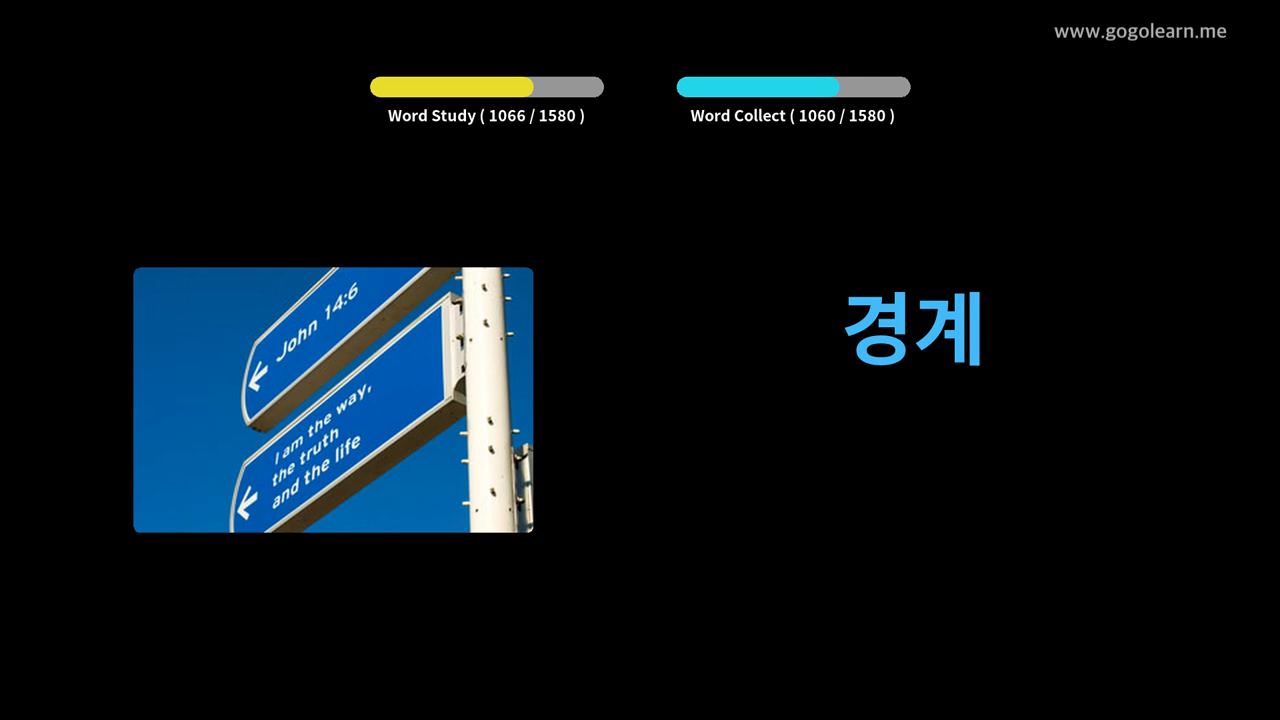 www.gogolearn.me
Word Study ( 1066 / 1580 )
Word Collect ( 1060 / 1580 )
John 14:6
I am the way,
the truth
and the life
경계